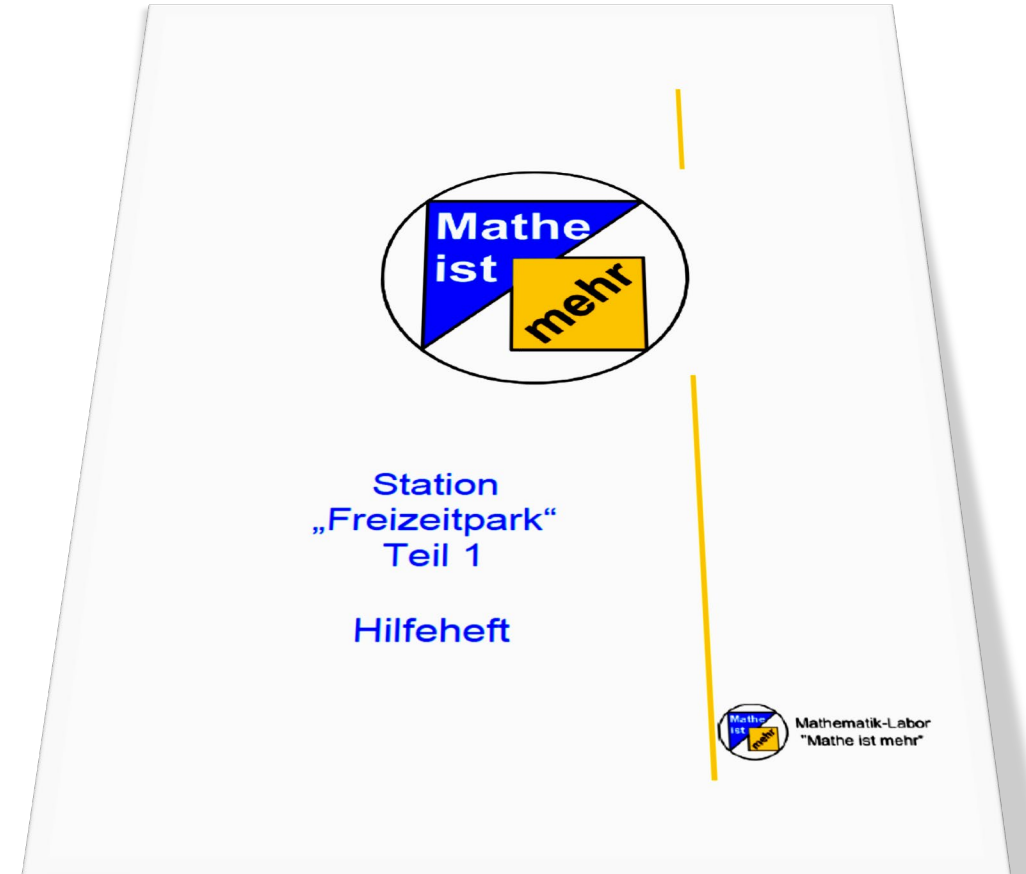 Mathe
ist
mehr
Station
„Freizeitpark“
Teil 1
Hilfeheft
Mathe
ist
mehr
Mathematik-Labor
"Mathe ist mehr"